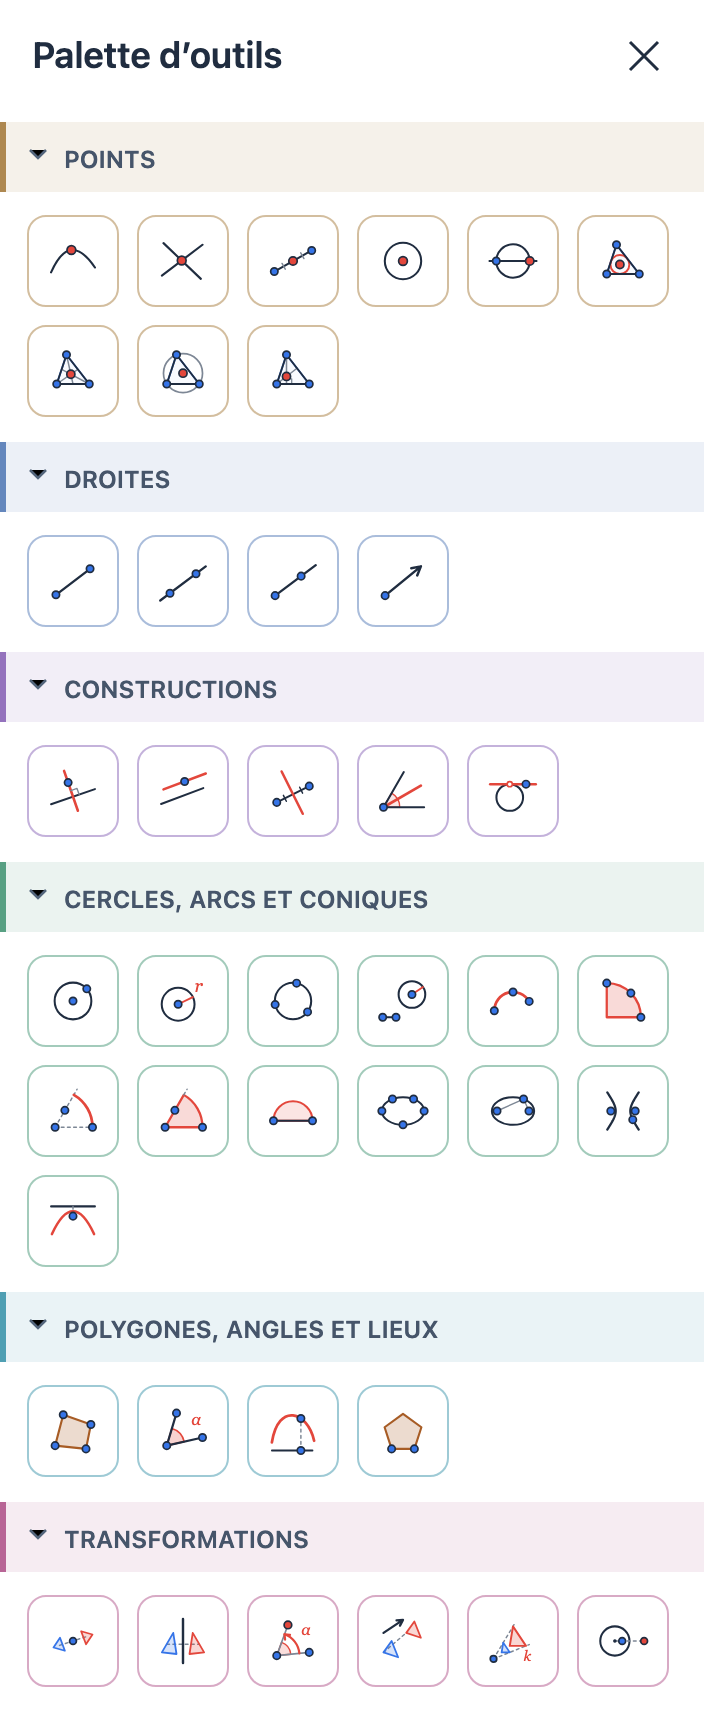 Palette d’outils
POINTS
DROITES
CONSTRUCTIONS
CERCLES, ARCS ET CONIQUES
r
POLYGONES, ANGLES ET LIEUX
α
TRANSFORMATIONS
α
k